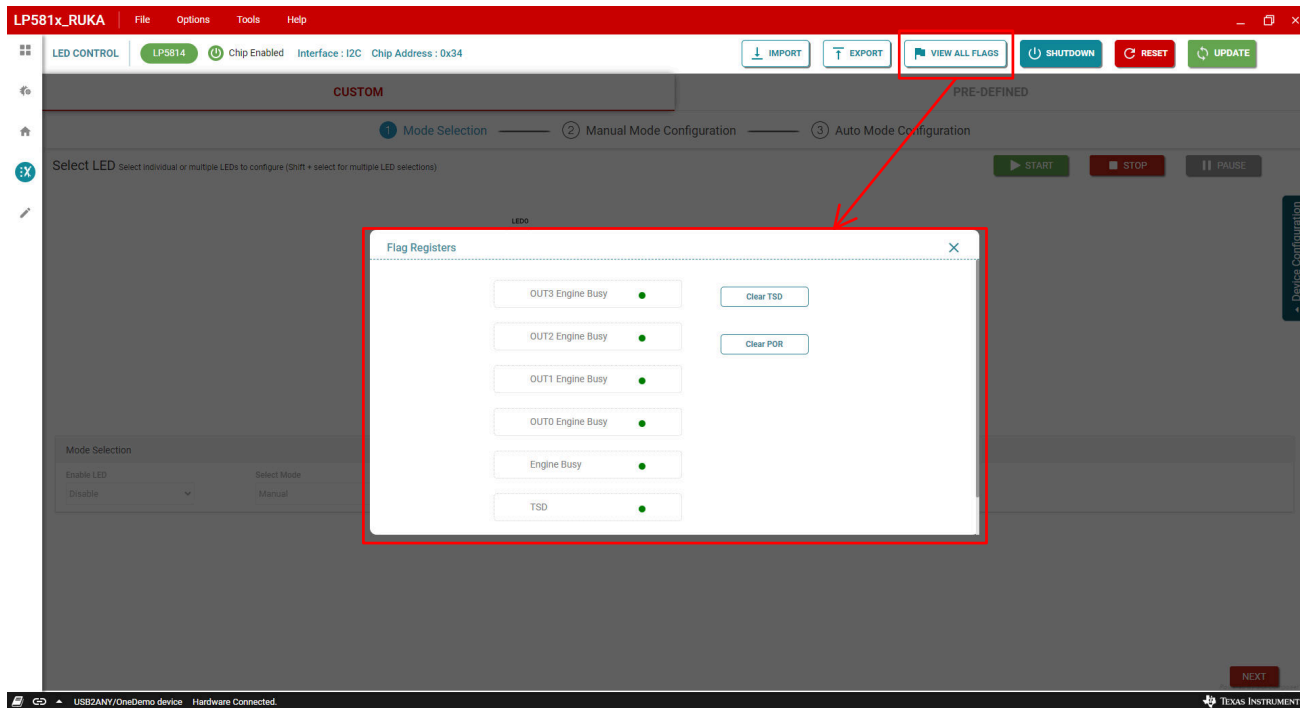 LP581x_RUKA File Options Tools Help
LED CONTROL LP5814 Chip Enabled Interface : I2C Chip Address : 0x34 IMPORT EXPORT VIEW ALL FLAGS SHUTDOWN RESET UPDATE
CUSTOM PRE-DEFINED
1 Mode Selection 2 Manual Mode Configuration 3 Auto Mode Configuration
Select LED Select individual or multiple LEDs to configure (Shift + select for multiple LED selections) START STOP PAUSE
Device Configuration
LED0
Flag Registers
OUT3 Engine Busy Clear TSD
OUT2 Engine Busy Clear POR
OUT1 Engine Busy
OUT0 Engine Busy
Engine Busy
TSD
Mode Selection
Enable LED Select Mode
Disable Manual
NEXT
USB2ANY/OneDemo device Hardware Connected. TEXAS INSTRUMENT